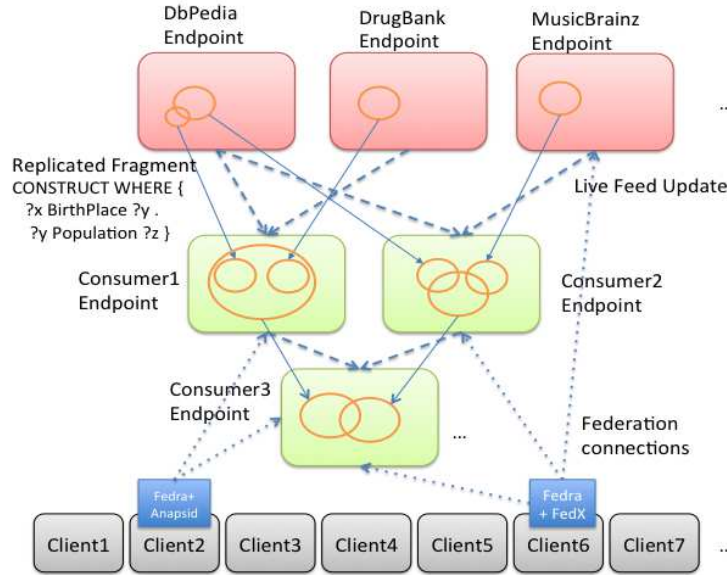 DbPedia
Endpoint
DrugBank
Endpoint
MusicBrainz
Endpoint
...
Replicated Fragment
CONSTRUCT WHERE {
?x BirthPlace ?y .
?y Population ?z }
Live Feed Update
Consumer1
Endpoint
Consumer2
Endpoint
Consumer3
Endpoint
...
Federation
connections
Fedra+
Anapsid
Fedra
+ FedX
Client1
Client2
Client3
Client4
Client5
Client6
Client7
...